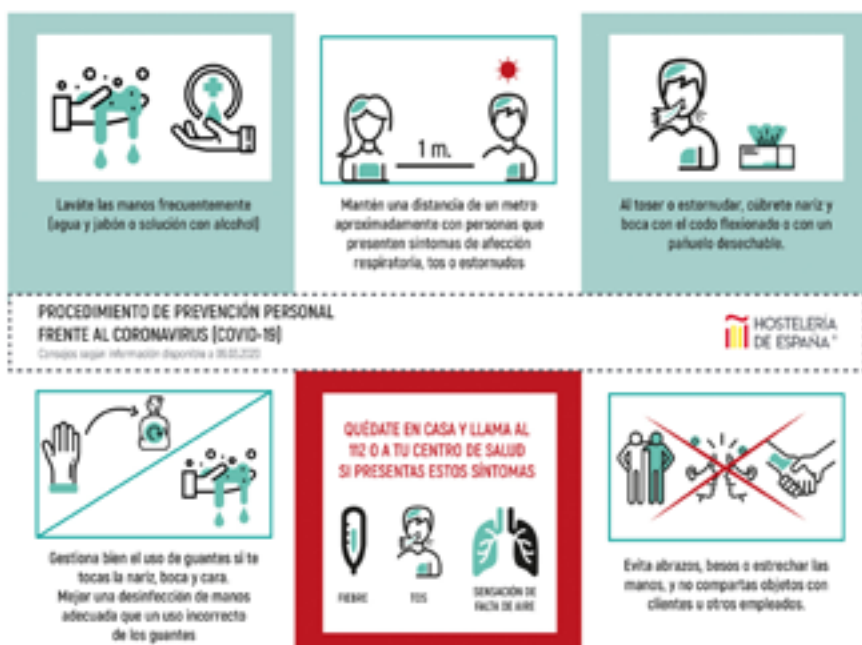 Laváte las manos frecuentemente
(agua y jabón o solución con alcohol)
1 m.
Mantén una distancia de un metro
aproximadamente con personas que
presenten síntomas de afección
respiratoria, tos o estornudos
Al toser o estornudar, cúbrete nariz y
boca con el codo flexionado o con un
pañuelo desechable.
PROCEDIMIENTO DE PREVENCIÓN PERSONAL
FRENTE AL CORONAVIRUS (COVID-19)
Consejos según información disponible a
HOSTELERÍA
DE ESPAÑA
Gestiona bien el uso de guantes si te
tocas la nariz, boca y cara.
Mejor una desinfección de manos
adecuada que un uso incorrecto
de los guantes
QUÉDATE EN CASA Y LLAMA AL
112 O A TU CENTRO DE SALUD
SI PRESENTAS ESTOS SÍNTOMAS
FIEBRE
TOS
SENSACIÓN DE
FALTA DE AIRE
Evita abrazos, besos o estrechar las
manos, y no compartas objetos con
clientes u otros empleados.